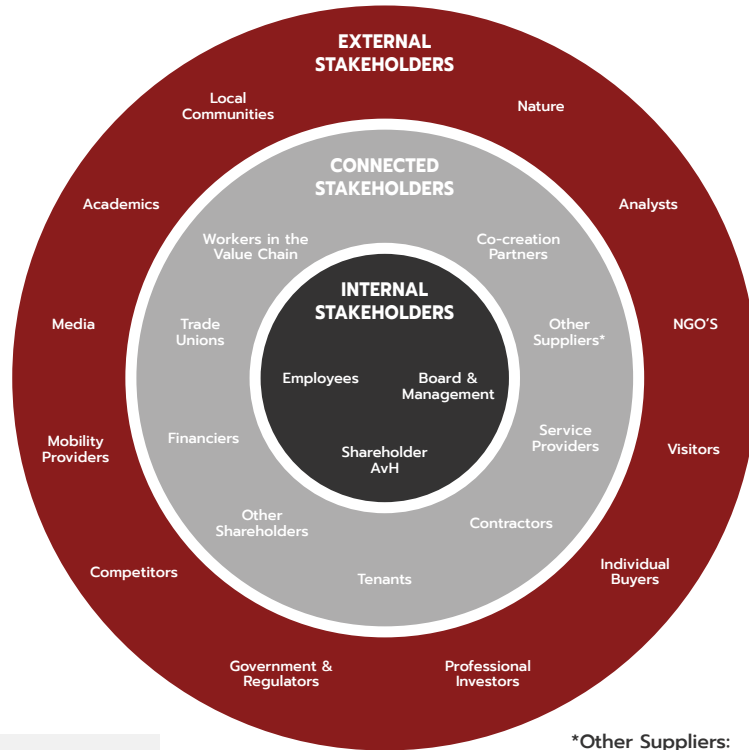 EXTERNAL
STAKEHOLDERS
Local
Communities
Nature
Academics
Analysts
Media
NGO'S
Mobility
Providers
Visitors
Competitors
Individual
Buyers
Government &
Regulators
Professional
Investors
CONNECTED
STAKEHOLDERS
Workers in the
Value Chain
Co-creation
Partners
Trade
Unions
Other
Suppliers*
Financiers
Service
Providers
Other
Shareholders
Contractors
Tenants
INTERNAL
STAKEHOLDERS
Employees
Board &
Management
Shareholder
AvH
*Other Suppliers: